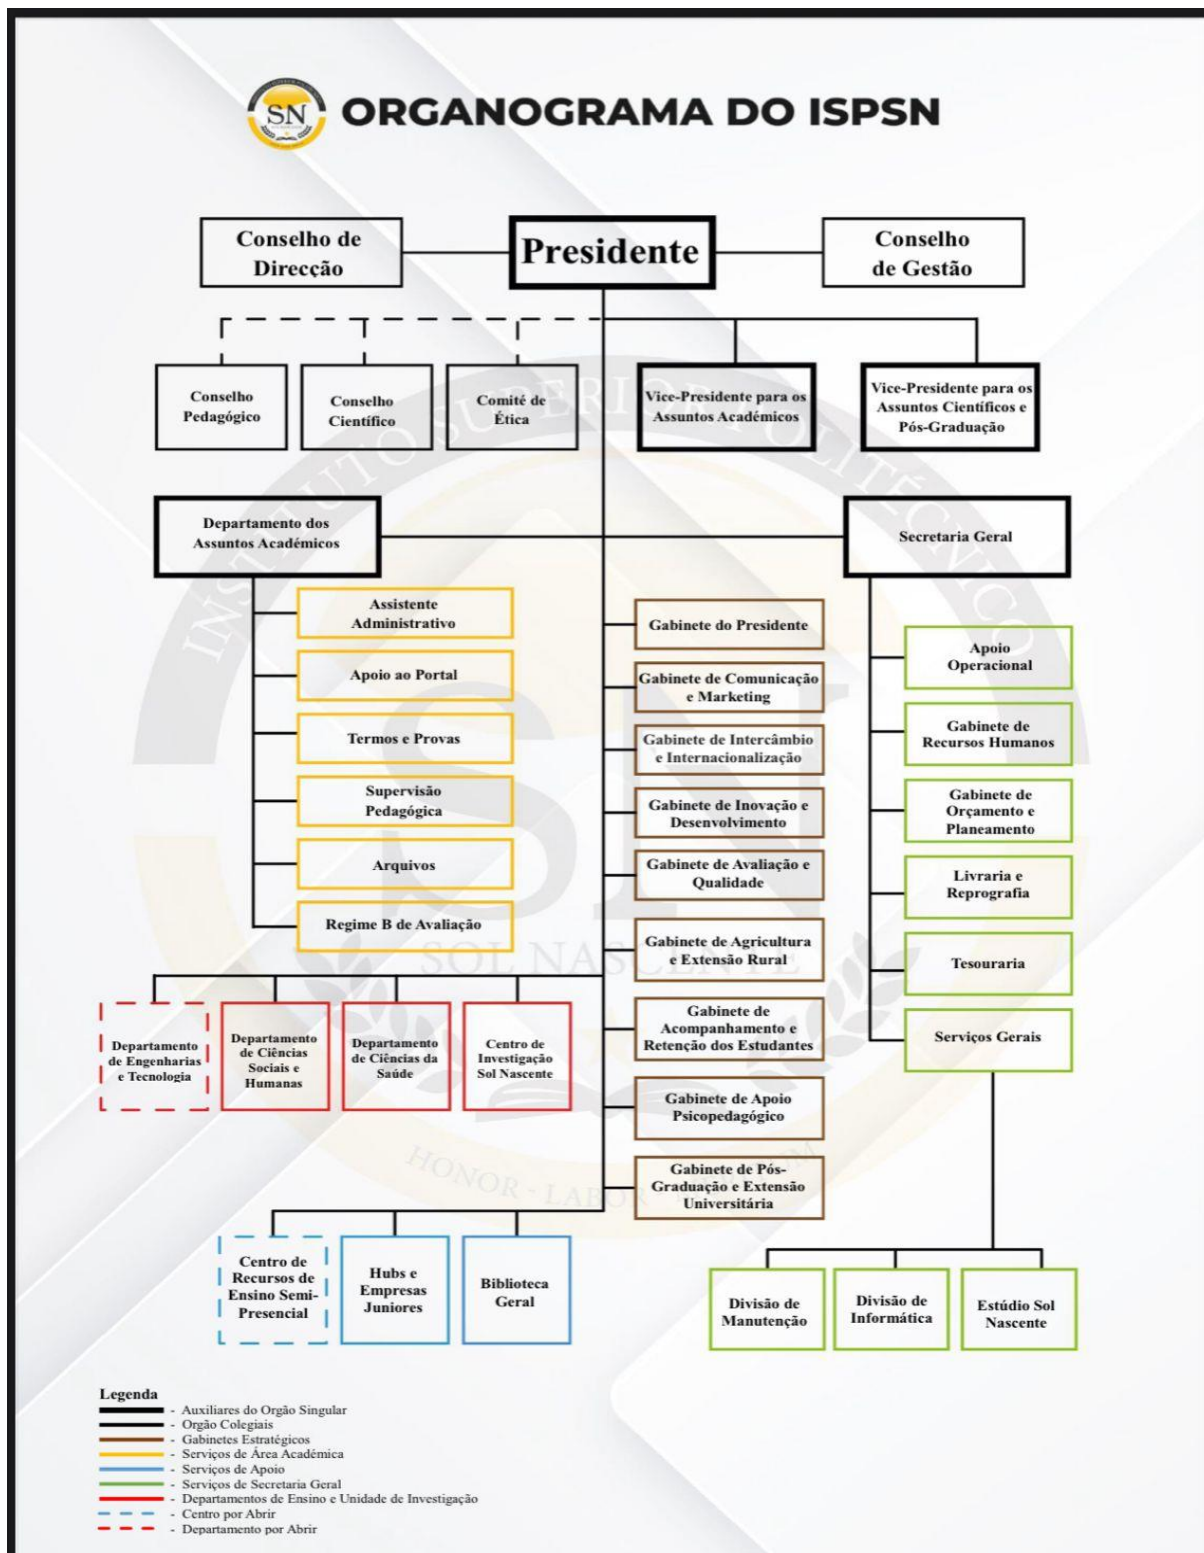 SN
ORGANOGRAMA DO ISPSN
Conselho de
Direcção
Presidente
Conselho
de Gestão
Conselho
Pedagógico
Conselho
Científico
Comité de
Ética
Vice-Presidente para os
Assuntos Académicos
Vice-Presidente para os
Assuntos Científicos e
Pós-Graduação
Departamento dos
Assuntos Académicos
Secretaria Geral
Assistente
Administrativo
Apoio ao Portal
Termos e Provas
Supervisão
Pedagógica
Arquivos
Regime B de Avaliação
Gabinete do Presidente
Gabinete de Comunicação
e Marketing
Gabinete de Intercâmbio
e Internacionalização
Gabinete de Inovação e
Desenvolvimento
Gabinete de Avaliação e
Qualidade
Gabinete de Agricultura
e Extensão Rural
Gabinete de
Acompanhamento e
Retenção dos Estudantes
Gabinete de Apoio
Psicopedagógico
Gabinete de Pós-
Graduação e Extensão
Universitária
Apoio
Operacional
Gabinete de
Recursos Humanos
Gabinete de
Orçamento e
Planeamento
Livraria e
Reprografia
Tesouraria
Serviços Gerais
Departamento
de Engenharias
e Tecnologia
Departamento
de Ciências
Sociais e
Humanas
Departamento
de Ciências da
Saúde
Centro de
Investigação
Sol Nascente
Centro de
Recursos de
Ensino Semi-
Presencial
Hubs e
Empresas
Juniores
Biblioteca
Geral
Divisão de
Manutenção
Divisão de
Informática
Estúdio Sol
Nascente
INSTITUTO SUPERIOR POLITÉCNICO
SN
SOL NASCENTE
HONOR - LABOR -
Legenda
- Auxiliares do Orgão Singular
- Orgão Colegiais
- Gabinetes Estratégicos
- Serviços de Área Académica
- Serviços de Apoio
- Serviços de Secretaria Geral
- Departamentos de Ensino e Unidade de Investigação
- Centro por Abrir
- Departamento por Abrir